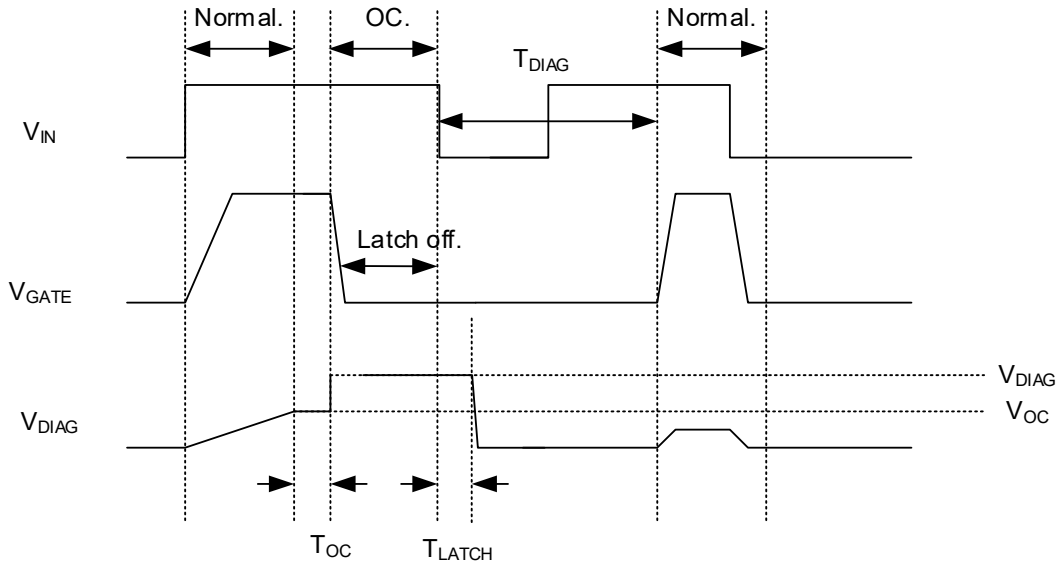 Normal.
OC.
Normal.
T_DIAG
V_IN
Latch off.
V_GATE
V_DIAG
V_OC
V_DIAG
T_OC
T_LATCH